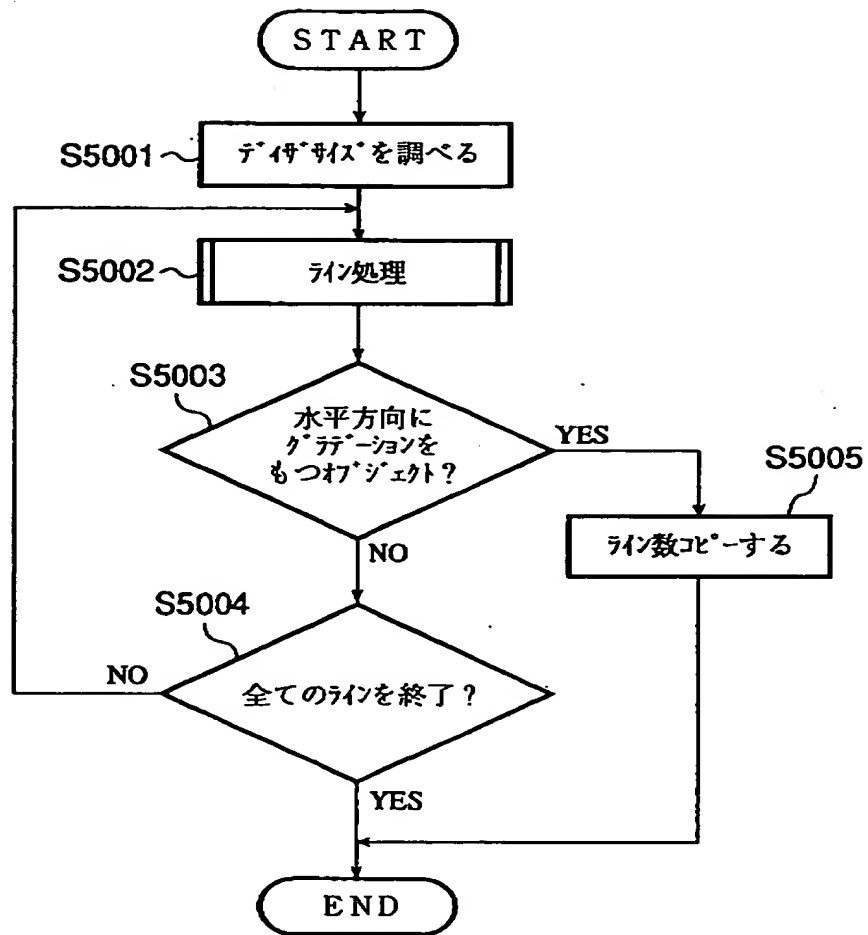 START
S5001
ディザサイズを調べる
S5002
ライン処理
S5003
水平方向に
グラデーションを
もつオブジェクト?
YES
S5005
ライン数コピーする
NO
S5004
NO
全てのラインを終了?
YES
END